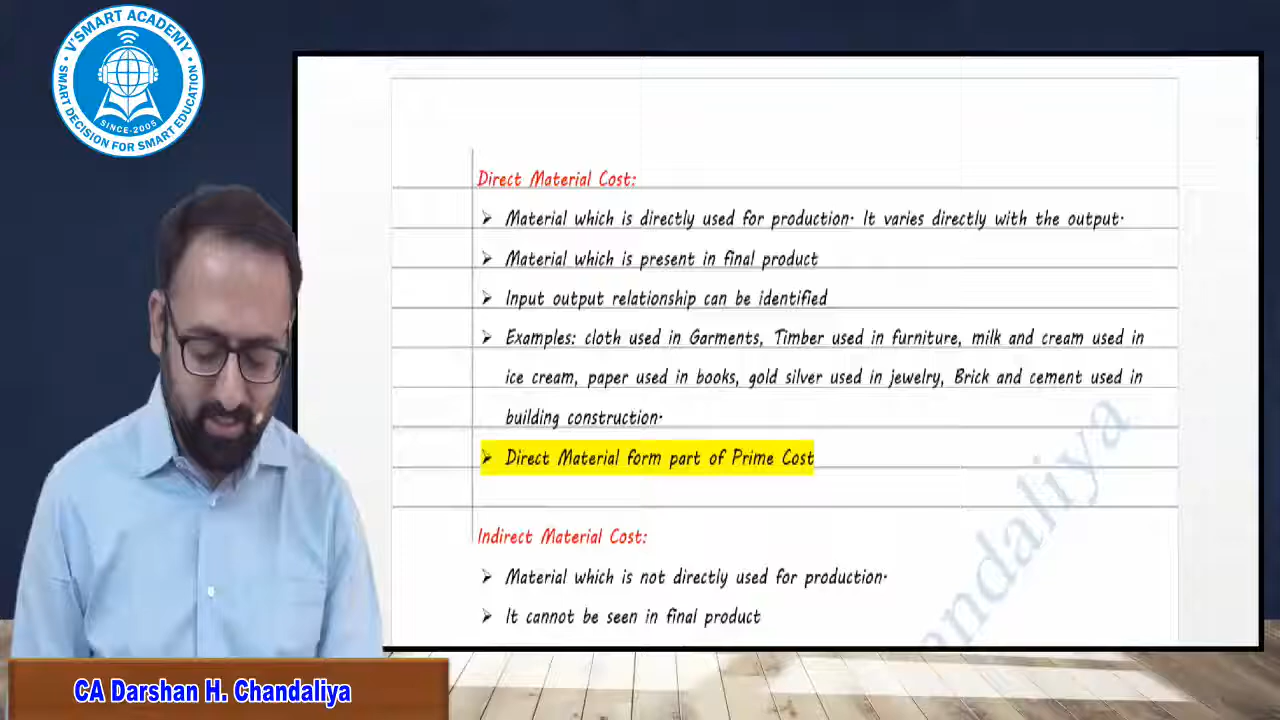 V'SMART ACADEMY
SMART DECISION FOR SMART EDUCATION
SINCE-2005
Direct Material Cost:
➢ Material which is directly used for production. It varies directly with the output.
➢ Material which is present in final product
➢ Input output relationship can be identified
➢ Examples: cloth used in Garments, Timber used in furniture, milk and cream used in
ice cream, paper used in books, gold silver used in jewelry, Brick and cement used in
building construction.
➢ Direct Material form part of Prime Cost
Indirect Material Cost:
➢ Material which is not directly used for production.
➢ It cannot be seen in final product
ndaliya
CA Darshan H. Chandaliya